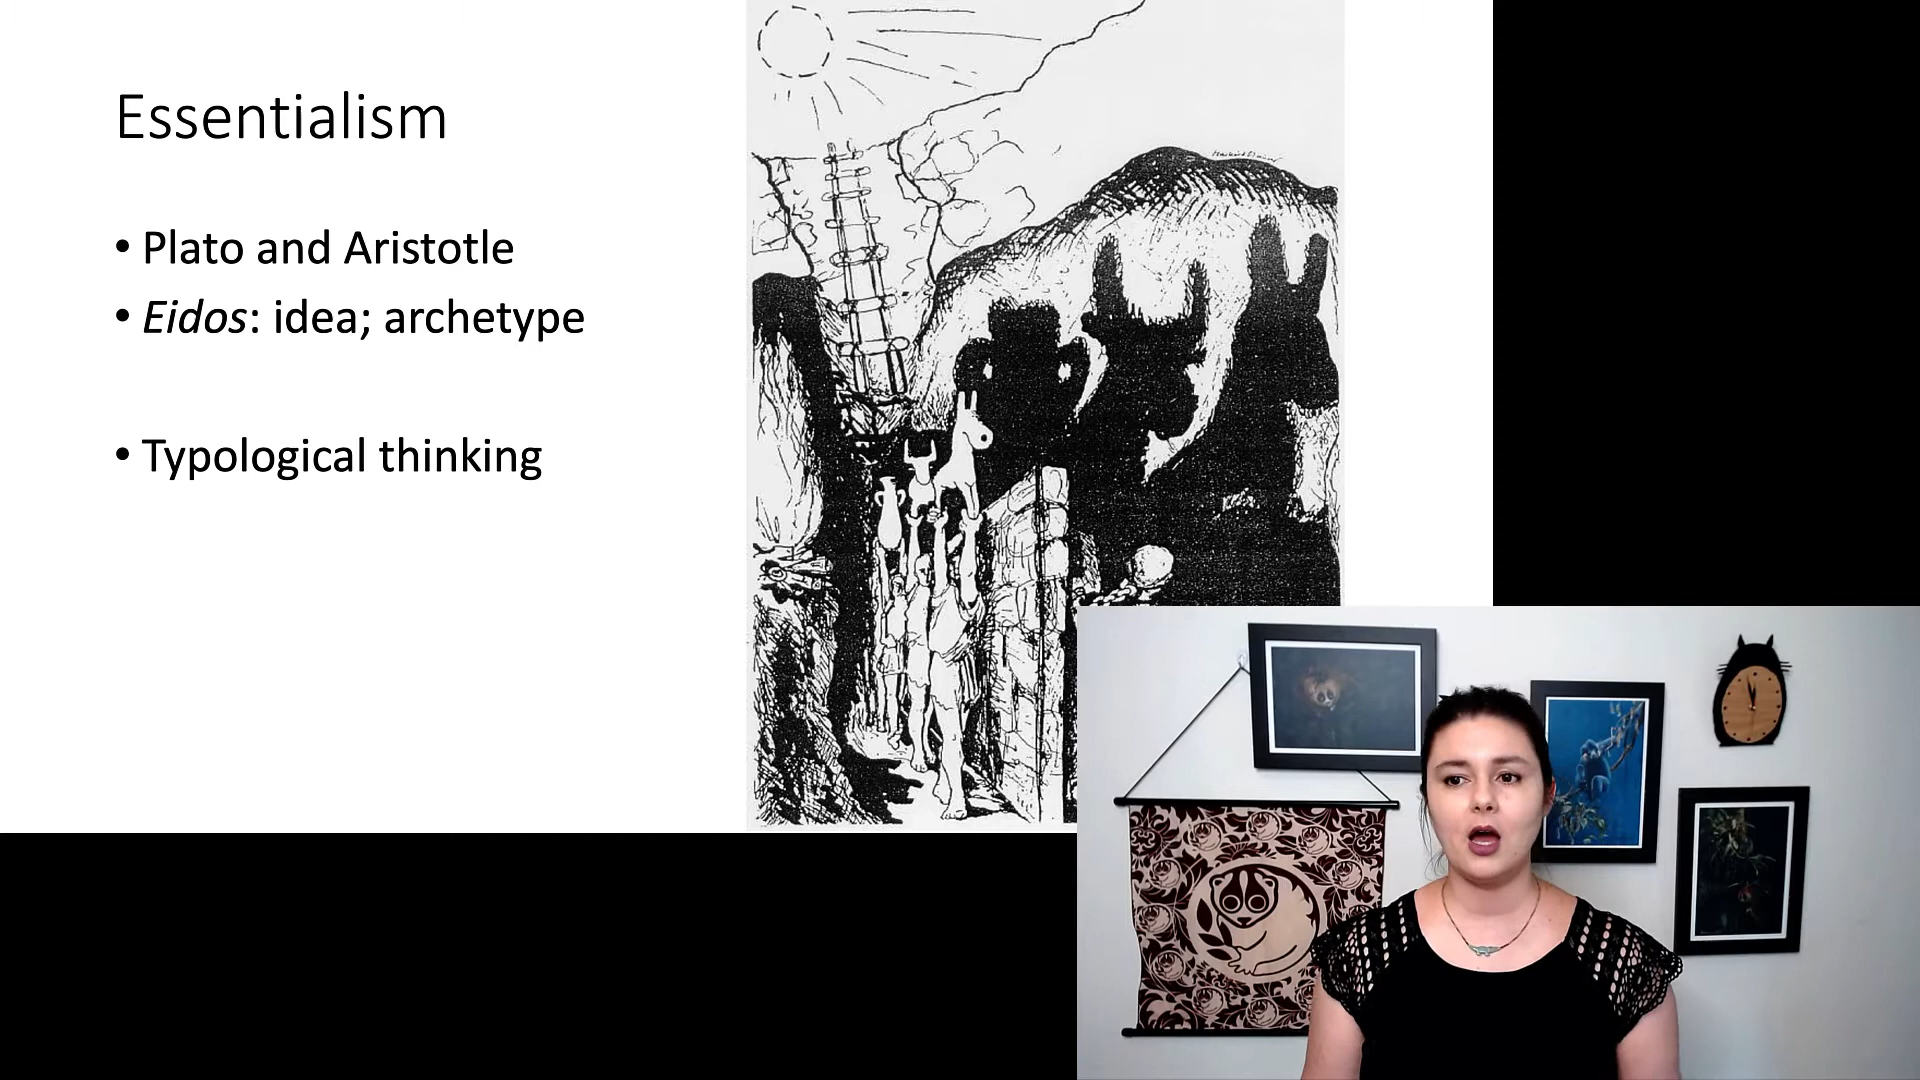 Essentialism
• Plato and Aristotle
• Eidos: idea; archetype
• Typological thinking